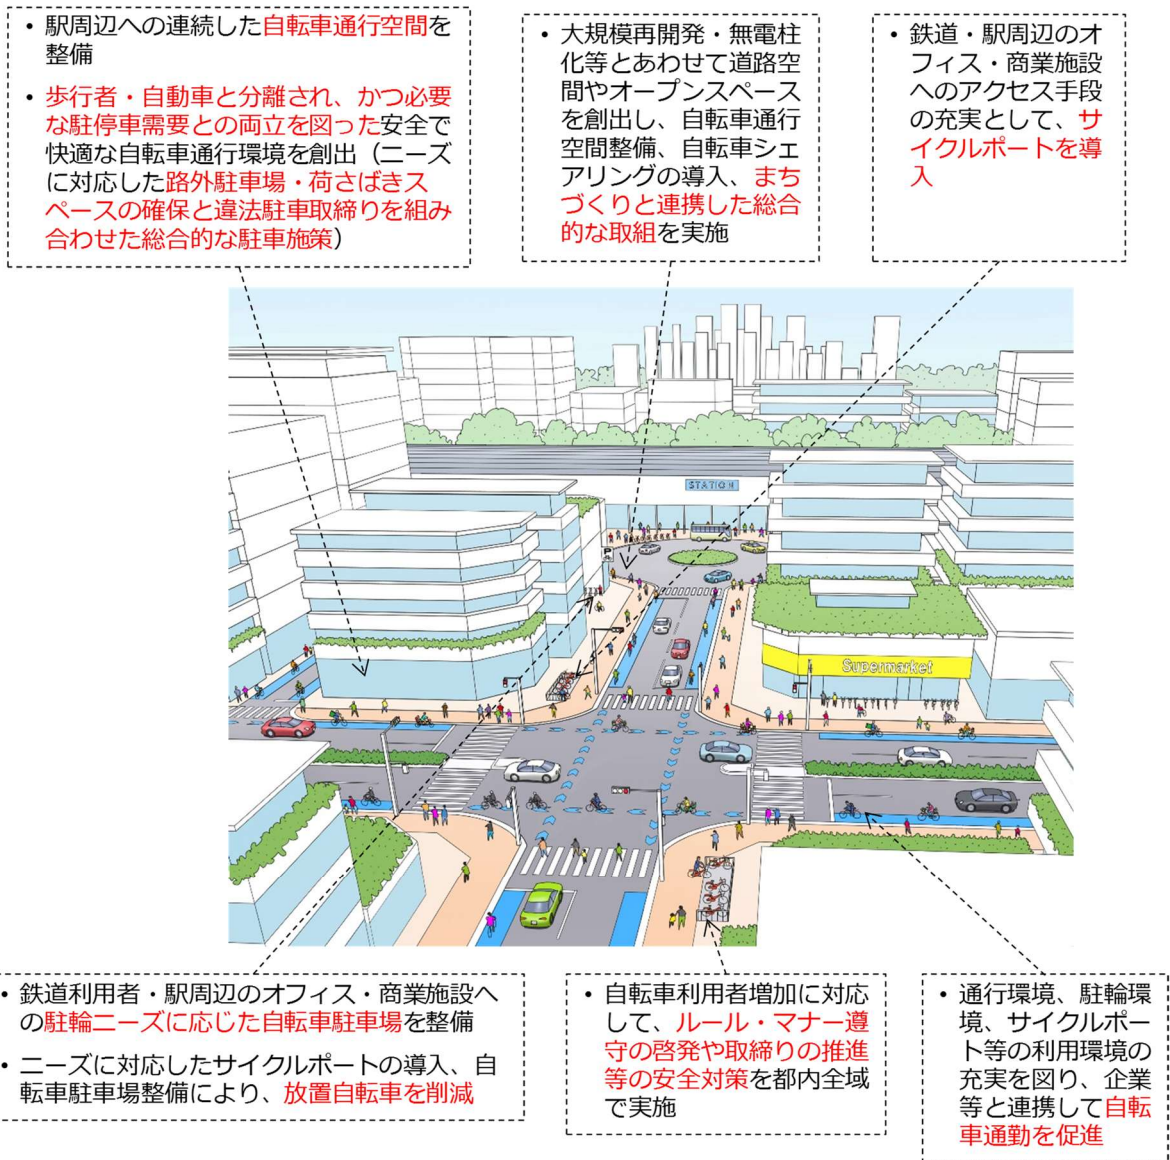 ・ 駅周辺への連続した自転車通行空間を
整備
・ 歩行者・自動車と分離され、かつ必要
な駐停車需要との両立を図った安全で
快適な自転車通行環境を創出（ニーズ
に対応した路外駐車場・荷さばきス
ペースの確保と違法駐車取締りを組み
合わせた総合的な駐車施策）
・ 大規模再開発・無電柱
化等とあわせて道路空
間やオープンスペース
を創出し、自転車通行
空間整備、自転車シェ
アリングの導入、まち
づくりと連携した総合
的な取組を実施
・ 鉄道・駅周辺のオ
フィス・商業施設
へのアクセス手段
の充実として、サ
イクルポートを導
入
STATION
P
Supermarket
・ 鉄道利用者・駅周辺のオフィス・商業施設へ
の駐輪ニーズに応じた自転車駐車場を整備
・ ニーズに対応したサイクルポートの導入、自
転車駐車場整備により、放置自転車を削減
・ 自転車利用者増加に対応
して、ルール・マナー遵
守の啓発や取締りの推進
等の安全対策を都内全域
で実施
・ 通行環境、駐輪環
境、サイクルポー
ト等の利用環境の
充実を図り、企業
等と連携して自転
車通勤を促進